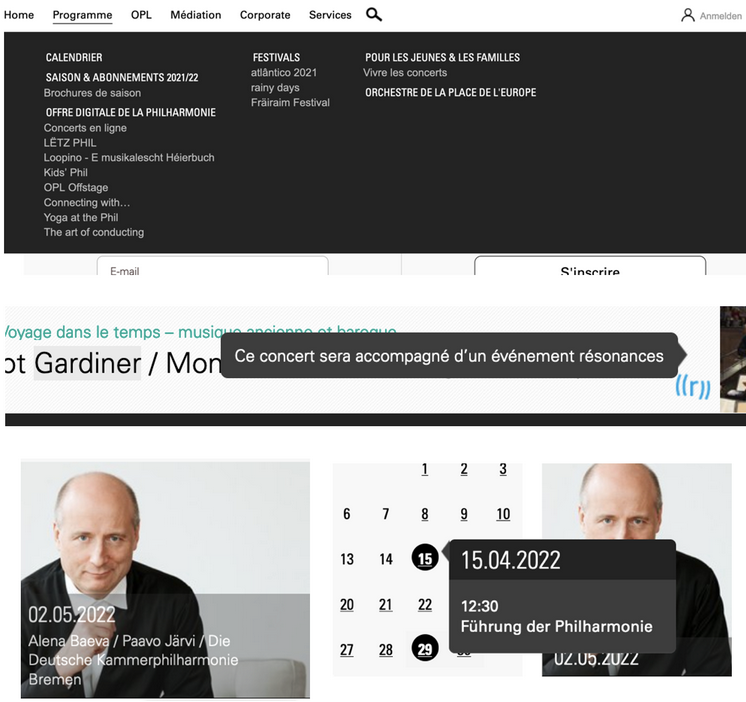 Home Programme OPL Médiation Corporate Services Anmelden
CALENDRIER
SAISON & ABONNEMENTS 2021/22
Brochures de saison
OFFRE DIGITALE DE LA PHILHARMONIE
Concerts en ligne
LËTZ PHIL
Loopino - E musikalescht Héierbuch
Kids' Phil
OPL Offstage
Connecting with…
Yoga at the Phil
The art of conducting
FESTIVALS
atlântico 2021
rainy days
Fräiraim Festival
POUR LES JEUNES & LES FAMILLES
Vivre les concerts
ORCHESTRE DE LA PLACE DE L'EUROPE
E-mail
S'inscrire
Voyage dans le temps – musique ancienne et baroque
ot Gardiner / Mon
Ce concert sera accompagné d'un événement résonances
((r))
02.05.2022
Alena Baeva / Paavo Järvi / Die
Deutsche Kammerphilharmonie
Bremen
1 2 3
6 7 8 9 10
13 14 15
20 21 22
27 28 29
15.04.2022
12:30
Führung der Philharmonie
02.05.2022